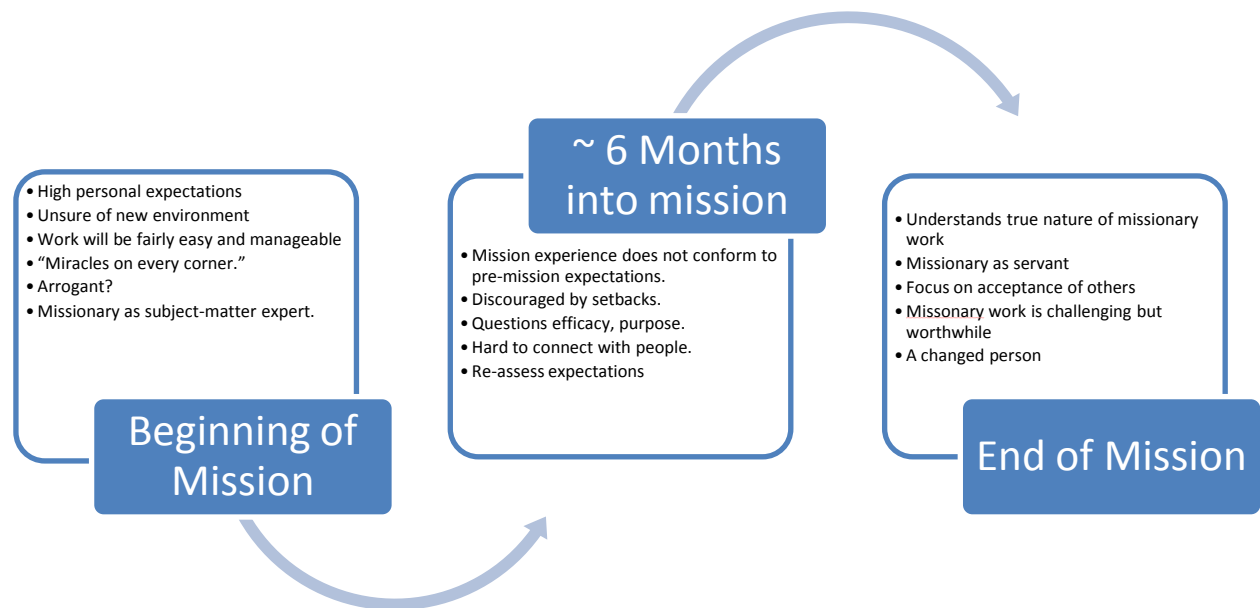 • High personal expectations
• Unsure of new environment
• Work will be fairly easy and manageable
• “Miracles on every corner.”
• Arrogant?
• Missionary as subject-matter expert.
Beginning of
Mission
~ 6 Months
into mission
• Mission experience does not conform to
pre-mission expectations.
• Discouraged by setbacks.
• Questions efficacy, purpose.
• Hard to connect with people.
• Re-assess expectations
• Understands true nature of missionary
work
• Missionary as servant
• Focus on acceptance of others
• Missonary work is challenging but
worthwhile
• A changed person
End of Mission